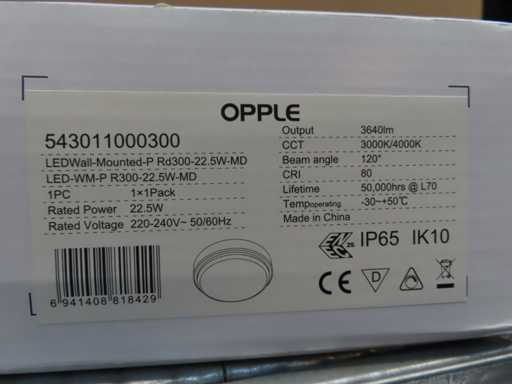 OPPLE
543011000300
LEDWall-Mounted-P Rd300-22.5W-MD
LED-WM-P R300-22.5W-MD
1PC 1×1Pack
Rated Power 22.5W
Rated Voltage 220-240V~ 50/60Hz
Output 3640lm
CCT 3000K/4000K
Beam angle 120°
CRI 80
Lifetime 50,000hrs @ L70
Tempoperating -30~+50℃
Made in China
IP65 IK10
CE D
6 941408 818429